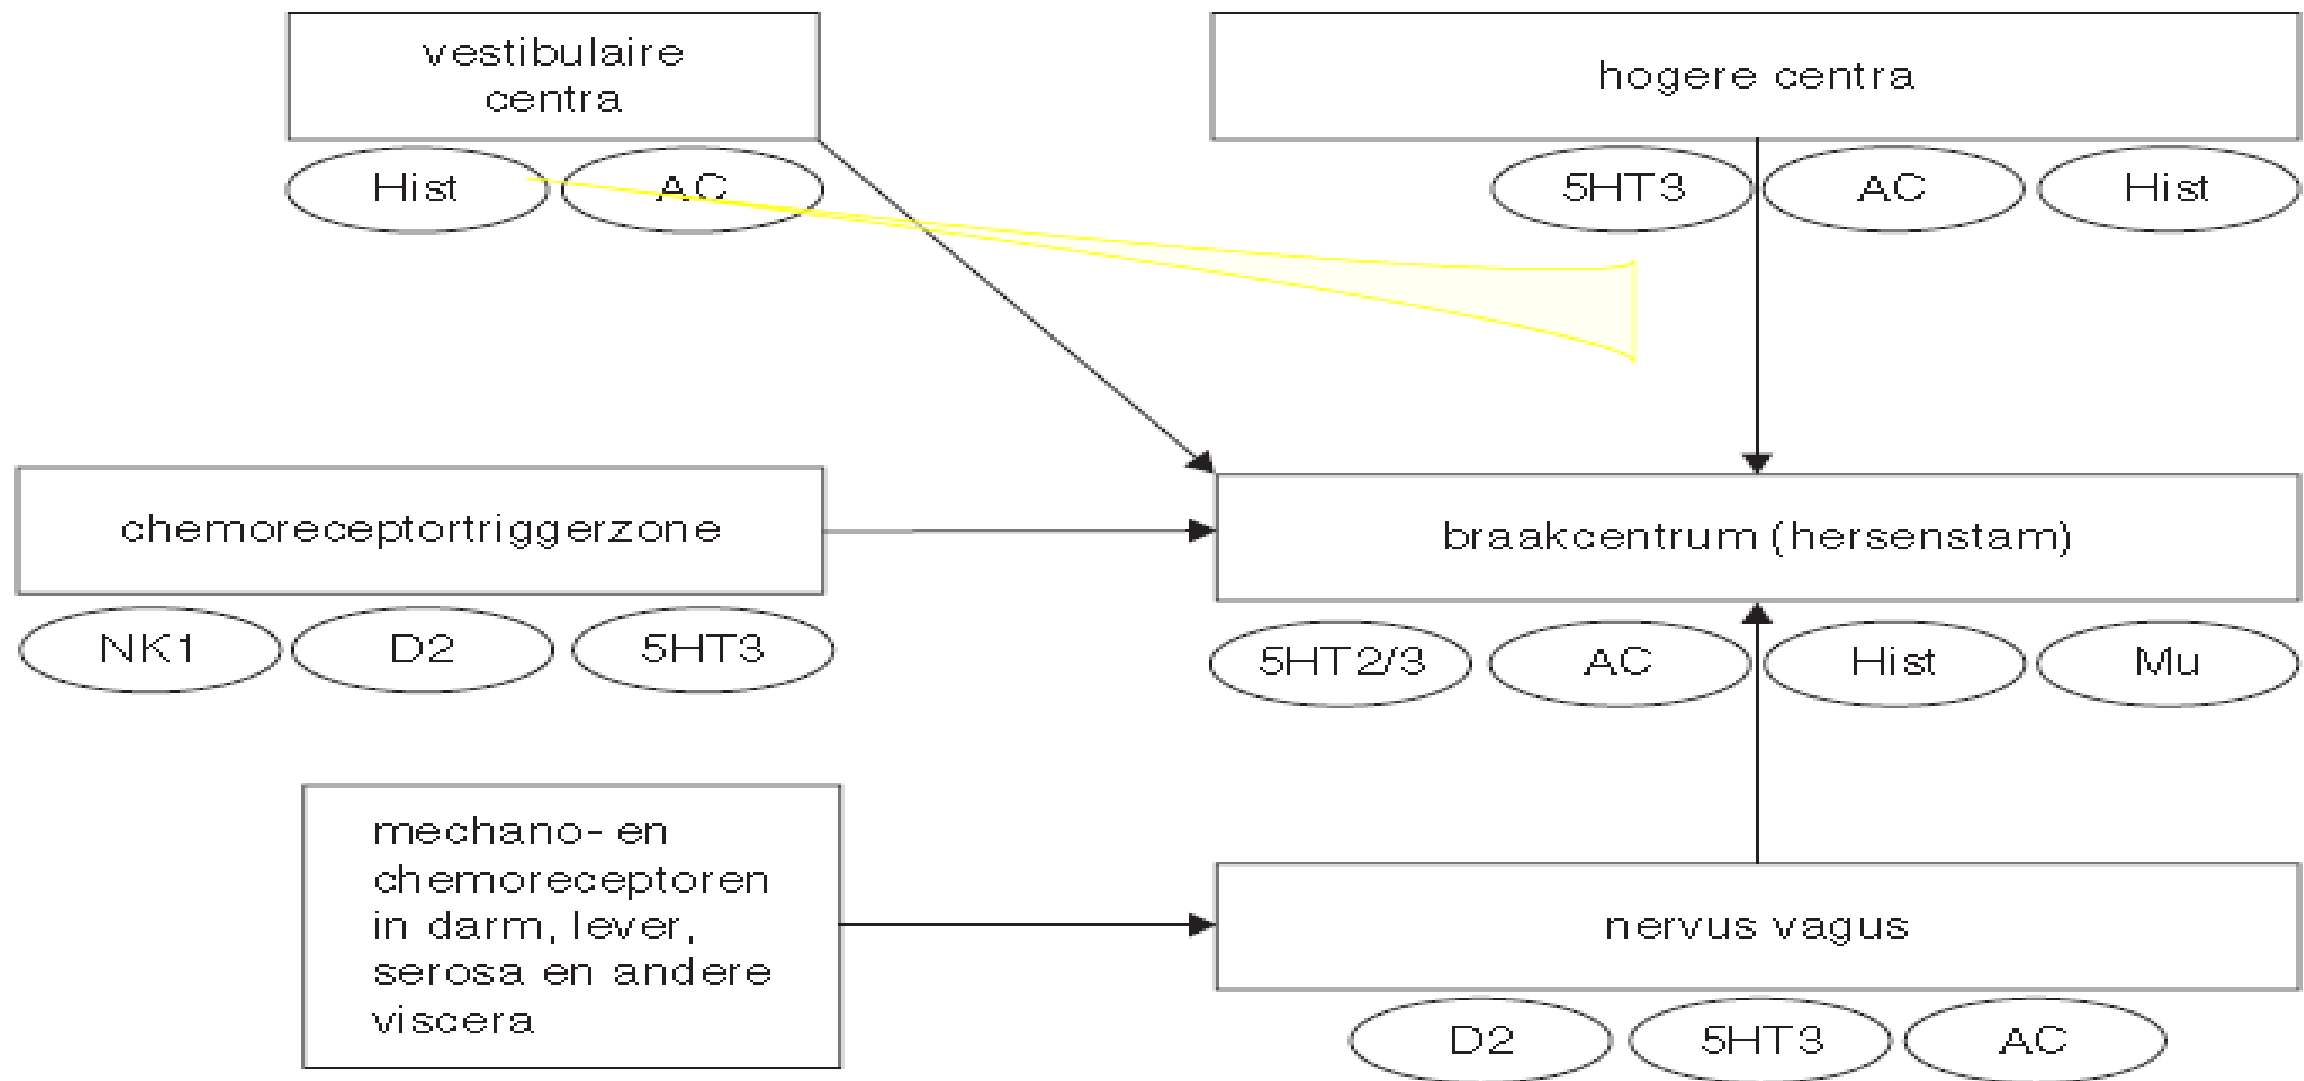 vestibulaire
centra
Hist AC
hogere centra
5HT3 AC Hist
chemoreceptortriggerzone
NK1 D2 5HT3
braakcentrum (hersenstam)
5HT2/3 AC Hist Mu
mechano- en
chemoreceptoren
in darm, lever,
serosa en andere
viscera
nervus vagus
D2 5HT3 AC